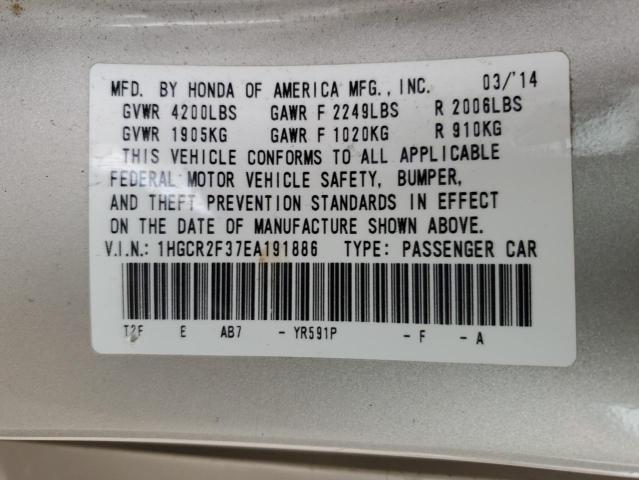 MFD. BY HONDA OF AMERICA MFG., INC. 03/'14
GVWR 4200LBS GAWR F 2249LBS R 2006LBS
GVWR 1905KG GAWR F 1020KG R 910KG
THIS VEHICLE CONFORMS TO ALL APPLICABLE
FEDERAL MOTOR VEHICLE SAFETY, BUMPER,
AND THEFT PREVENTION STANDARDS IN EFFECT
ON THE DATE OF MANUFACTURE SHOWN ABOVE.
V.I.N.: 1HGCR2F37EA191886 TYPE: PASSENGER CAR
T2F E AB7 - YR591P - F - A